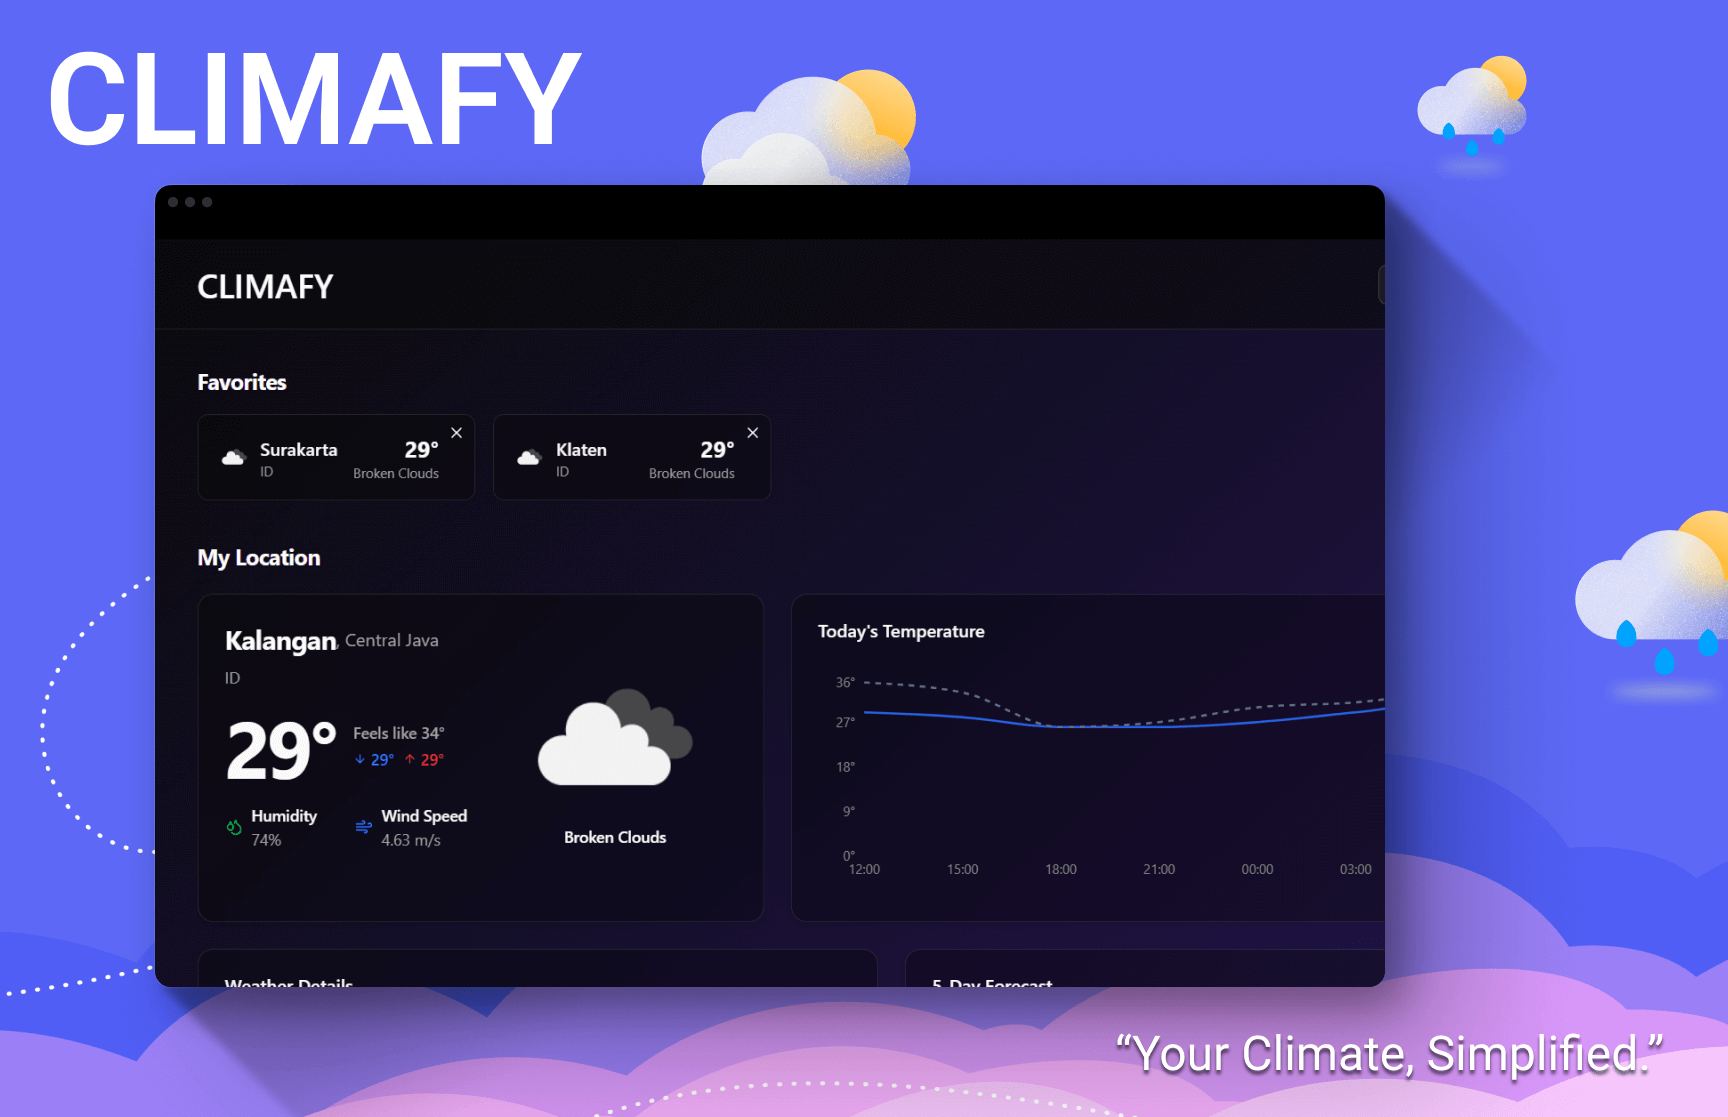 CLIMAFY
CLIMAFY
Favorites
Surakarta
ID
29°
Broken Clouds
Klaten
ID
29°
Broken Clouds
My Location
Kalangan, Central Java
ID
29°
Feels like 34°
↓ 29° ↑ 29°
Humidity
74%
Wind Speed
4.63 m/s
Broken Clouds
Today's Temperature
36°
27°
18°
9°
0°
12:00 15:00 18:00 21:00 00:00 03:00
Weather Details
5-Day Forecast
“Your Climate, Simplified.”